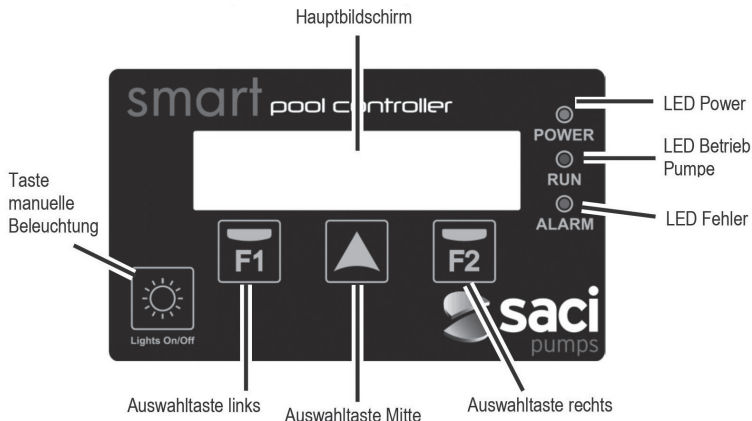 Hauptbildschirm
smart pool controller
LED Power
POWER
LED Betrieb
Pumpe
RUN
LED Fehler
ALARM
Taste
manuelle
Beleuchtung
F1
F2
Lights On/Off
saci
pumps
Auswahltaste links
Auswahltaste Mitte
Auswahltaste rechts